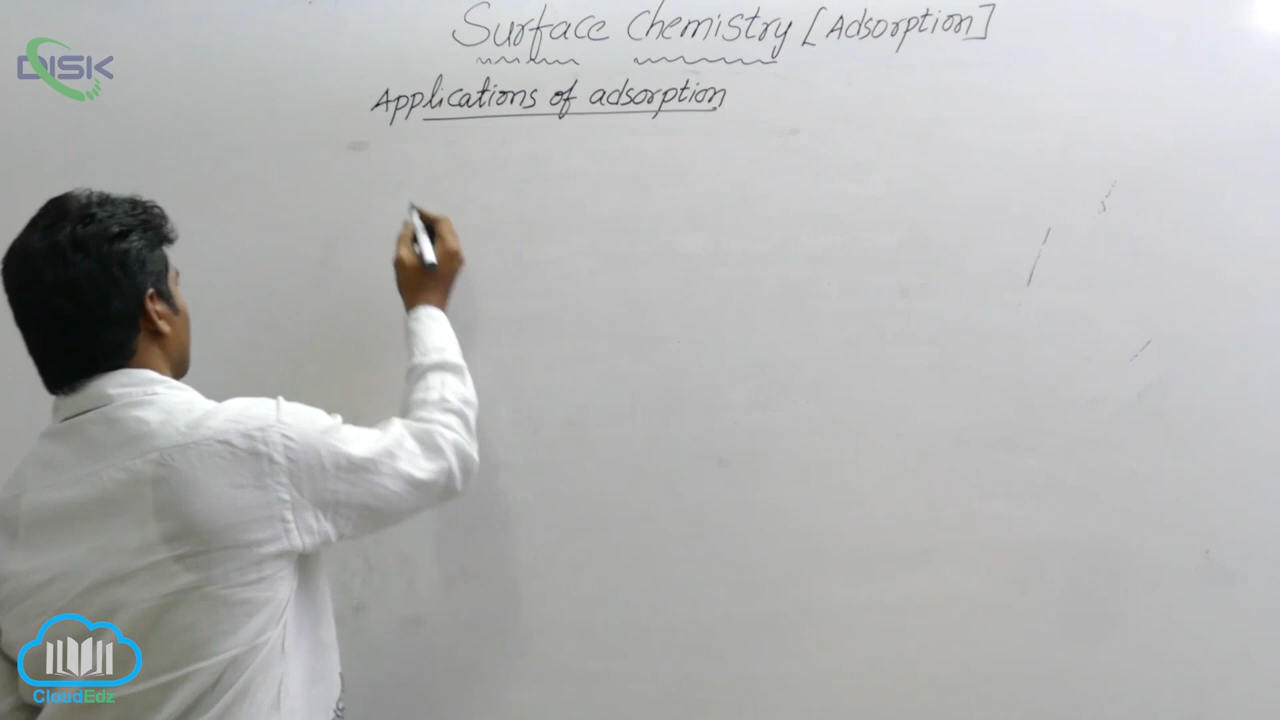 Surface Chemistry [Adsorption]
DISK
Applications of adsorption
CloudEdz